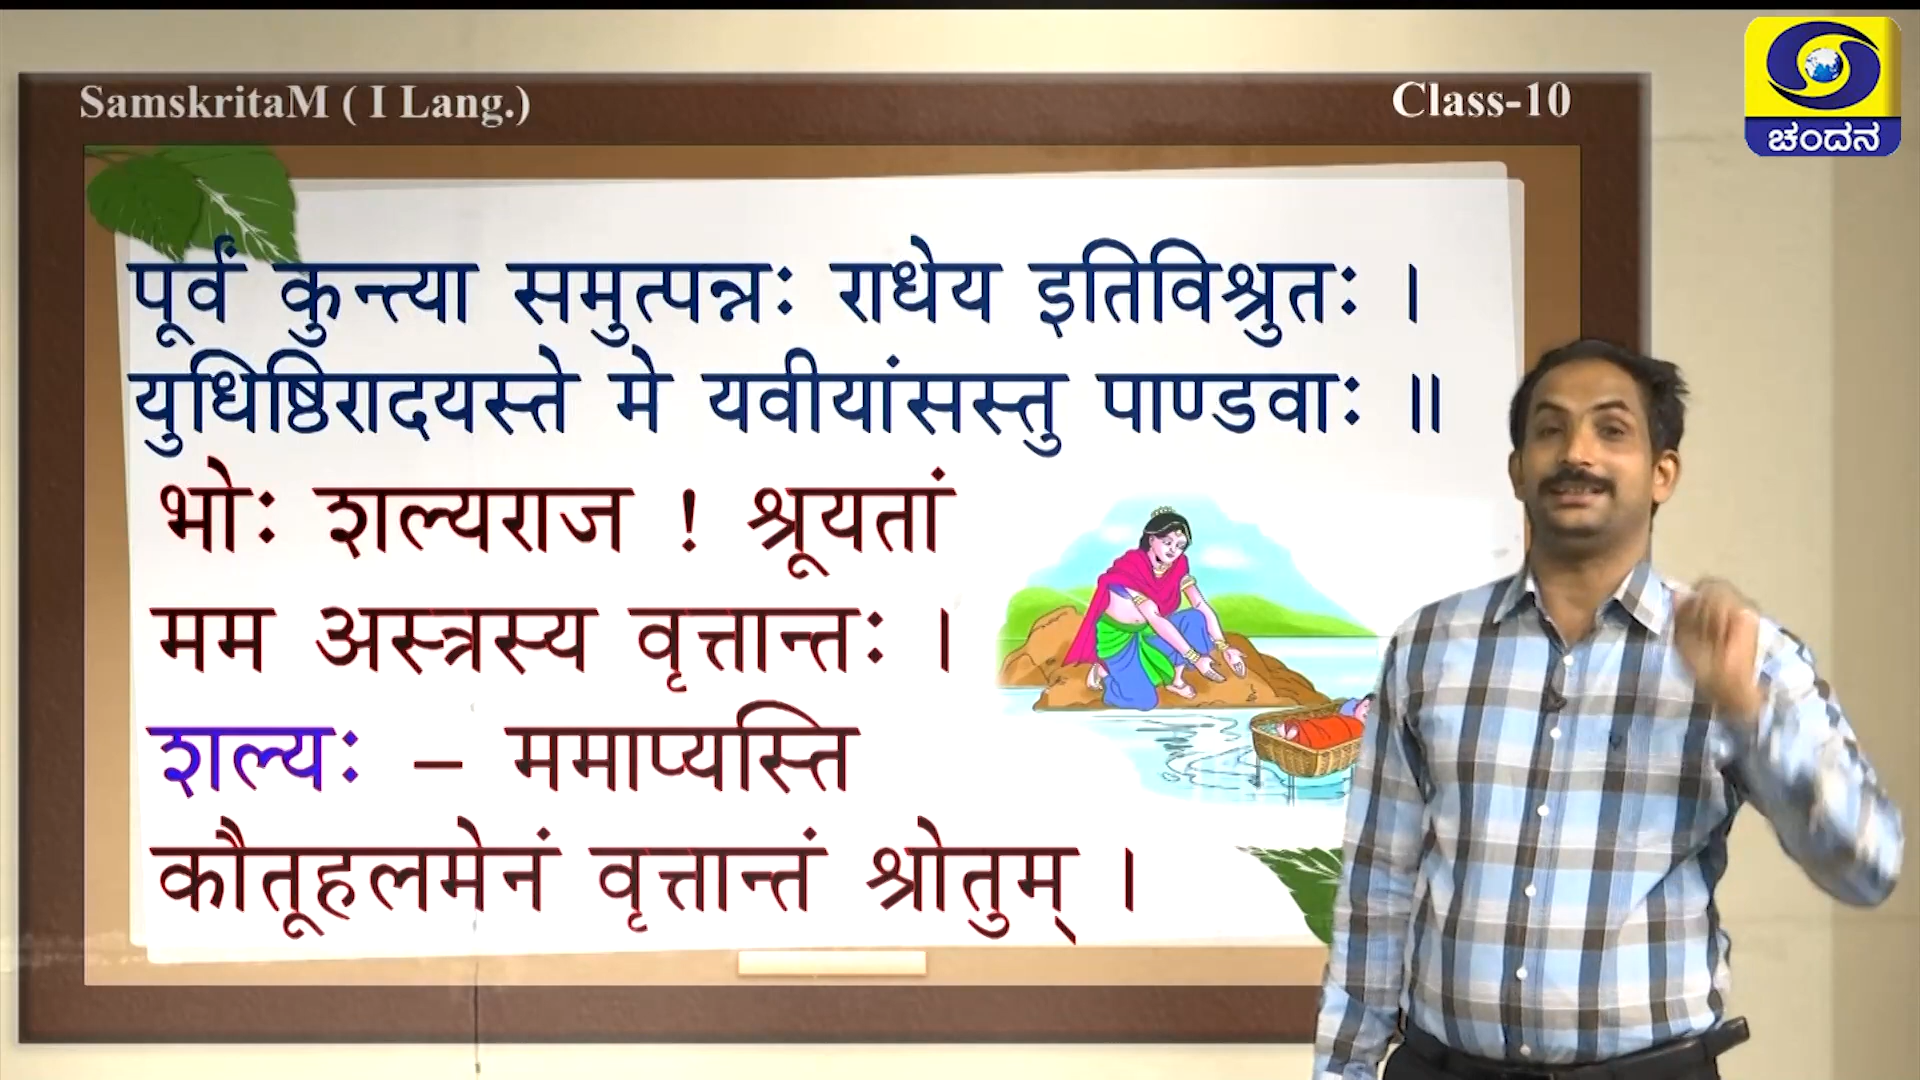 SamskritaM ( I Lang.)
Class-10
ಚಂದನ
पूर्वं कुन्त्या समुत्पन्नः राधेय इतिविश्रुतः ।
युधिष्ठिरादयस्ते मे यवीयांसस्तु पाण्डवाः ॥
भोः शल्यराज ! श्रूयतां
मम अस्त्रस्य वृत्तान्तः ।
शल्यः – ममाप्यस्ति
कौतूहलमेनं वृत्तान्तं श्रोतुम् ।